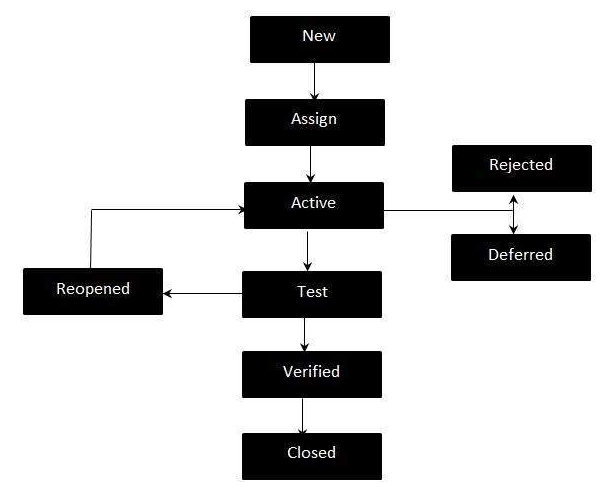 New
Assign
Rejected
Active
Deferred
Reopened
Test
Verified
Closed